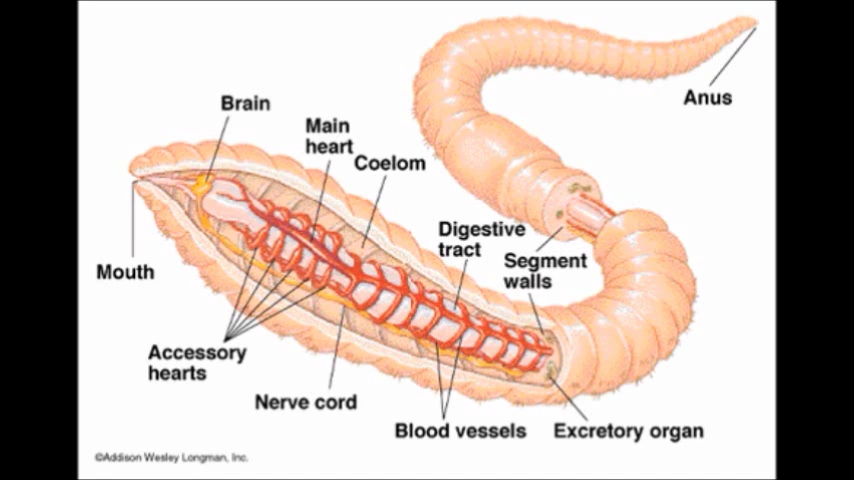 Anus
Brain
Main
heart
Coelom
Digestive
tract
Segment
walls
Mouth
Accessory
hearts
Nerve cord
Blood vessels
Excretory organ
©Addison Wesley Longman, Inc.